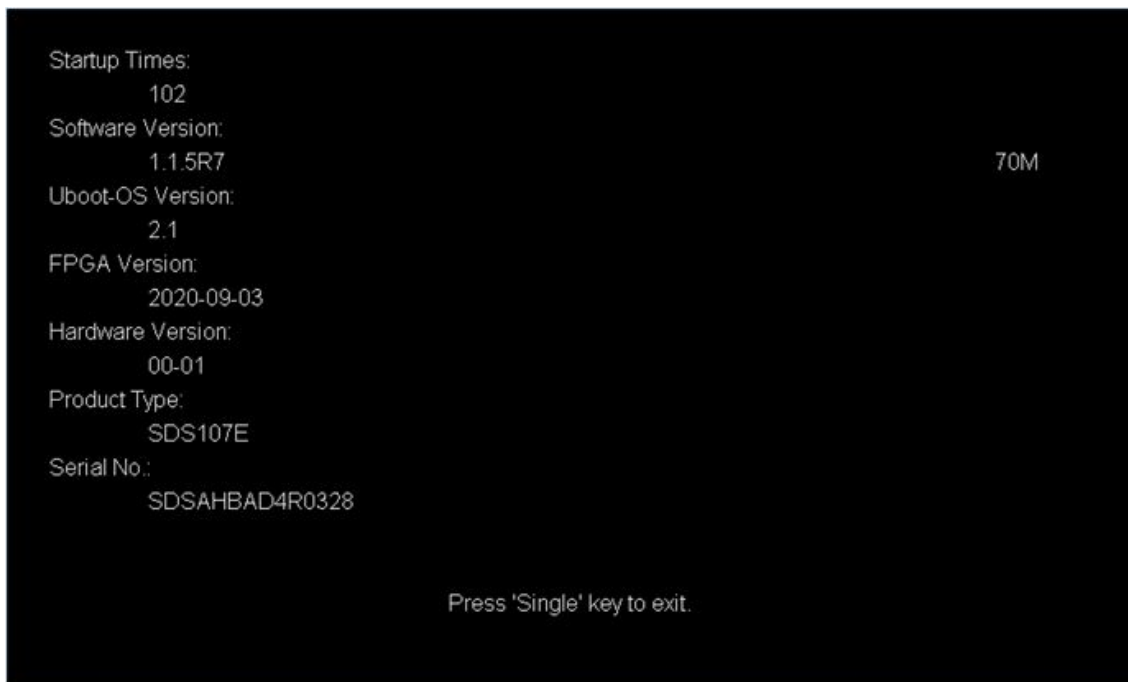 Startup Times:
102
Software Version:
1.1.5R7 70M
Uboot-OS Version:
2.1
FPGA Version:
2020-09-03
Hardware Version:
00-01
Product Type:
SDS107E
Serial No.:
SDSAHBAD4R0328
Press 'Single' key to exit.